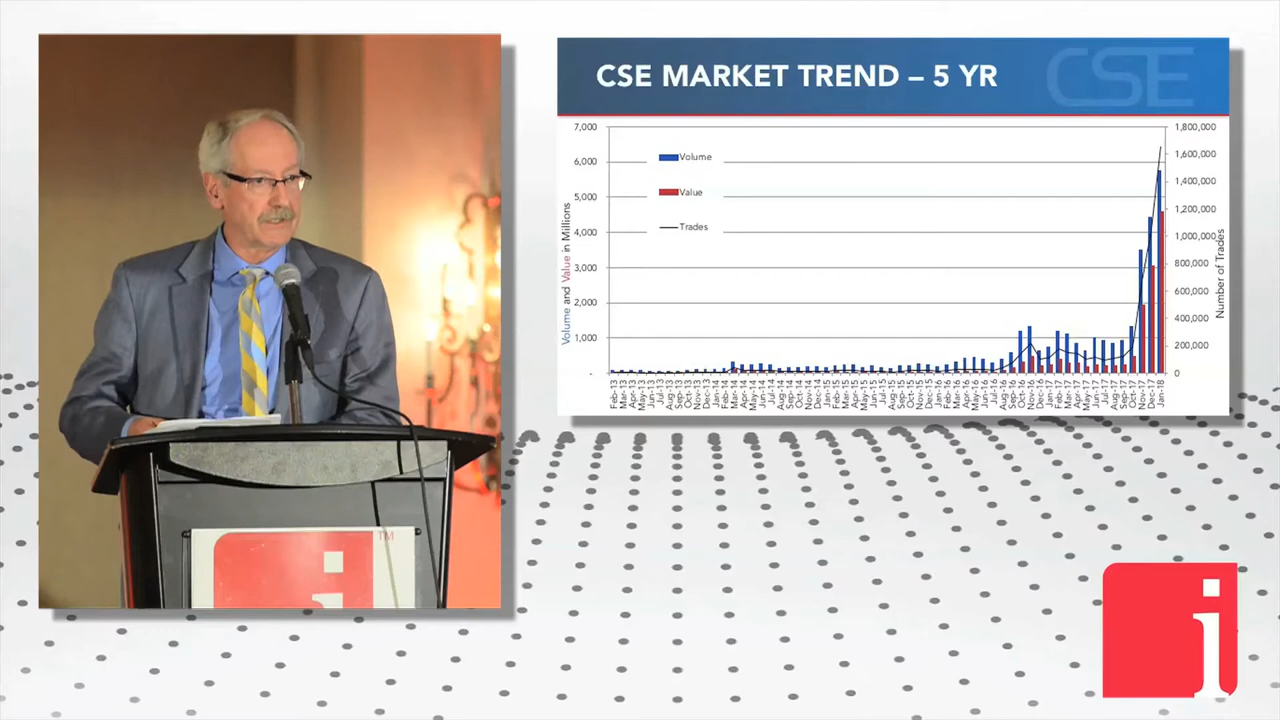 CSE MARKET TREND – 5 YR
CSE
7,000
6,000
5,000
4,000
3,000
2,000
1,000
-
Volume and Value in Millions
Volume
Value
Trades
1,800,000
1,600,000
1,400,000
1,200,000
1,000,000
800,000
600,000
400,000
200,000
0
Number of Trades
Feb-13
Mar-13
Apr-13
May-13
Jun-13
Jul-13
Aug-13
Sep-13
Oct-13
Nov-13
Dec-13
Jan-14
Feb-14
Mar-14
Apr-14
May-14
Jun-14
Jul-14
Aug-14
Sep-14
Oct-14
Nov-14
Dec-14
Jan-15
Feb-15
Mar-15
Apr-15
May-15
Jun-15
Jul-15
Aug-15
Sep-15
Oct-15
Nov-15
Dec-15
Jan-16
Feb-16
Mar-16
Apr-16
May-16
Jun-16
Jul-16
Aug-16
Sep-16
Oct-16
Nov-16
Dec-16
Jan-17
Feb-17
Mar-17
Apr-17
May-17
Jun-17
Jul-17
Aug-17
Sep-17
Oct-17
Nov-17
Dec-17
Jan-18
i
TM
i